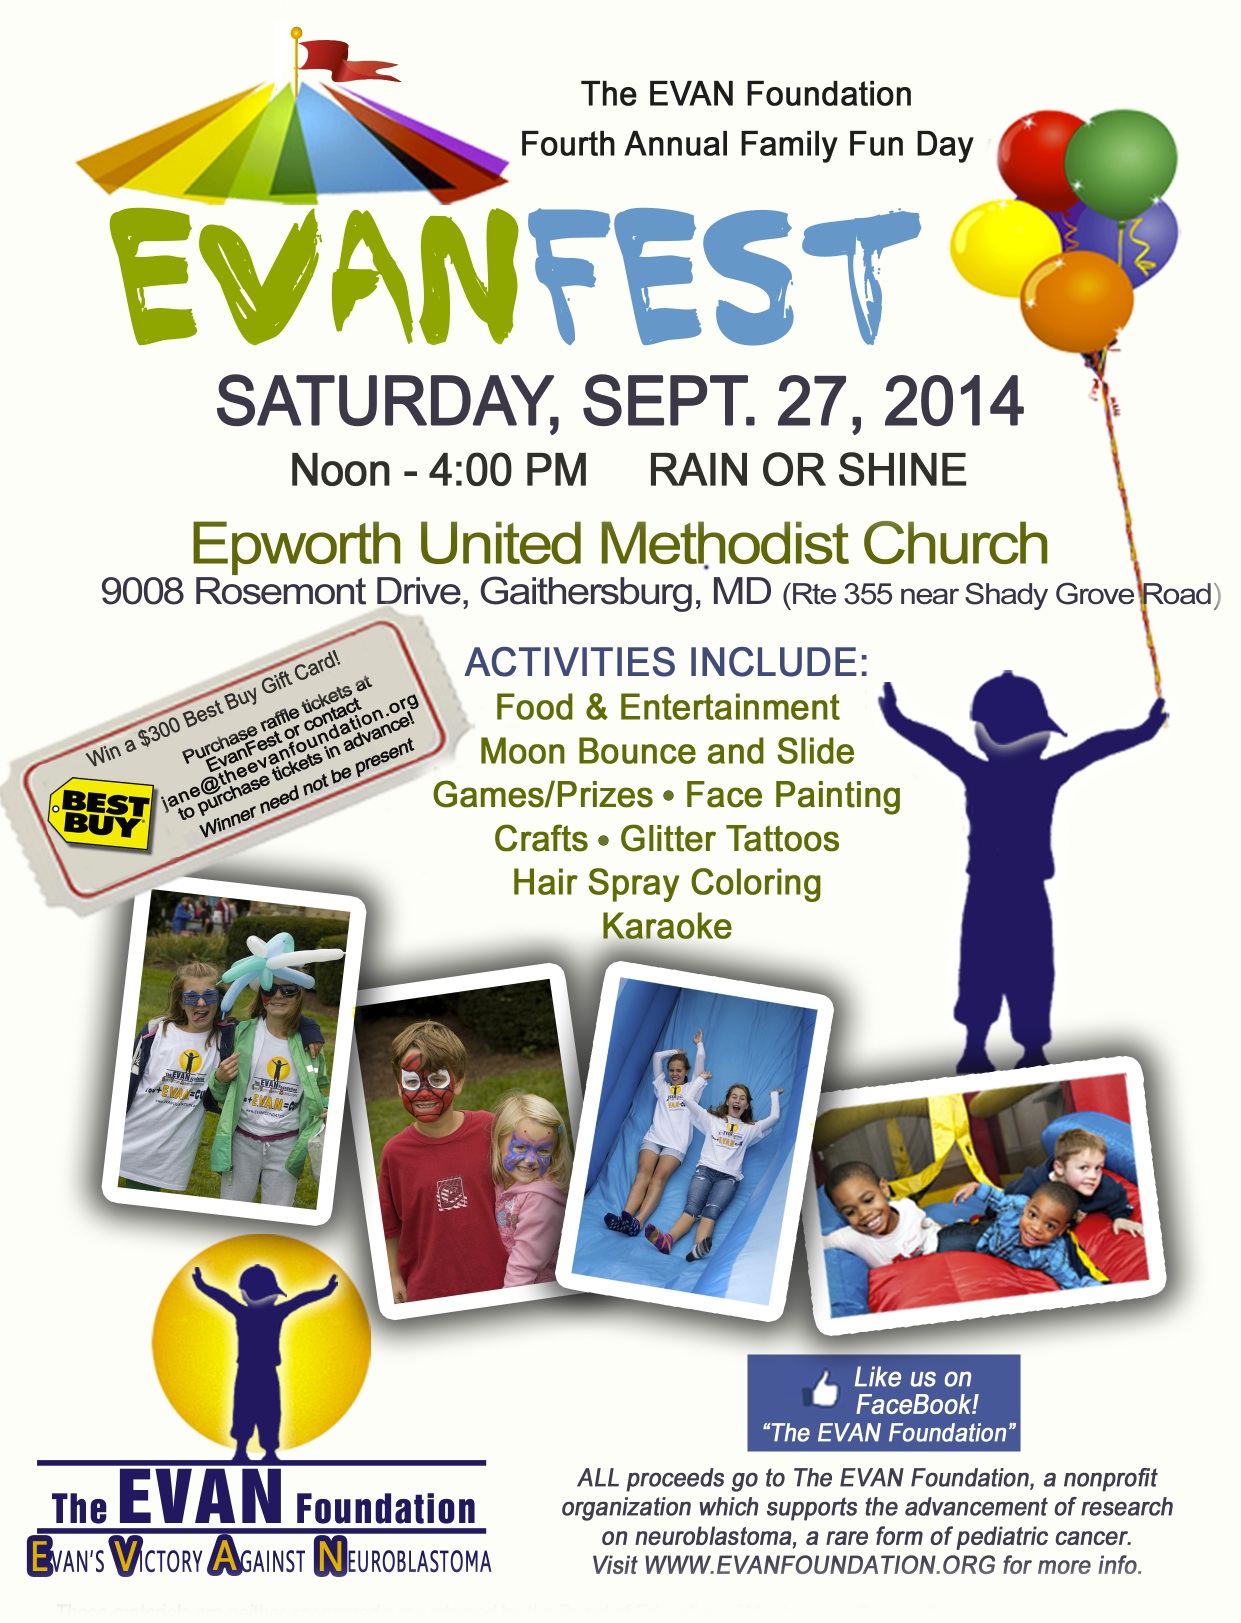 The EVAN Foundation
Fourth Annual Family Fun Day
EVANFEST
SATURDAY, SEPT. 27, 2014
Noon - 4:00 PM RAIN OR SHINE
Epworth United Methodist Church
9008 Rosemont Drive, Gaithersburg, MD (Rte 355 near Shady Grove Road)
Win a $300 Best Buy Gift Card!
Purchase raffle tickets at
EvanFest or contact
jane@theevanfoundation.org
to purchase tickets in advance!
Winner need not be present
BEST
BUY
ACTIVITIES INCLUDE:
Food & Entertainment
Moon Bounce and Slide
Games/Prizes • Face Painting
Crafts • Glitter Tattoos
Hair Spray Coloring
Karaoke
The EVAN Foundation
EVAN'S VICTORY AGAINST NEUROBLASTOMA
Like us on
FaceBook!
"The EVAN Foundation"
ALL proceeds go to The EVAN Foundation, a nonprofit
organization which supports the advancement of research
on neuroblastoma, a rare form of pediatric cancer.
Visit WWW.EVANFOUNDATION.ORG for more info.